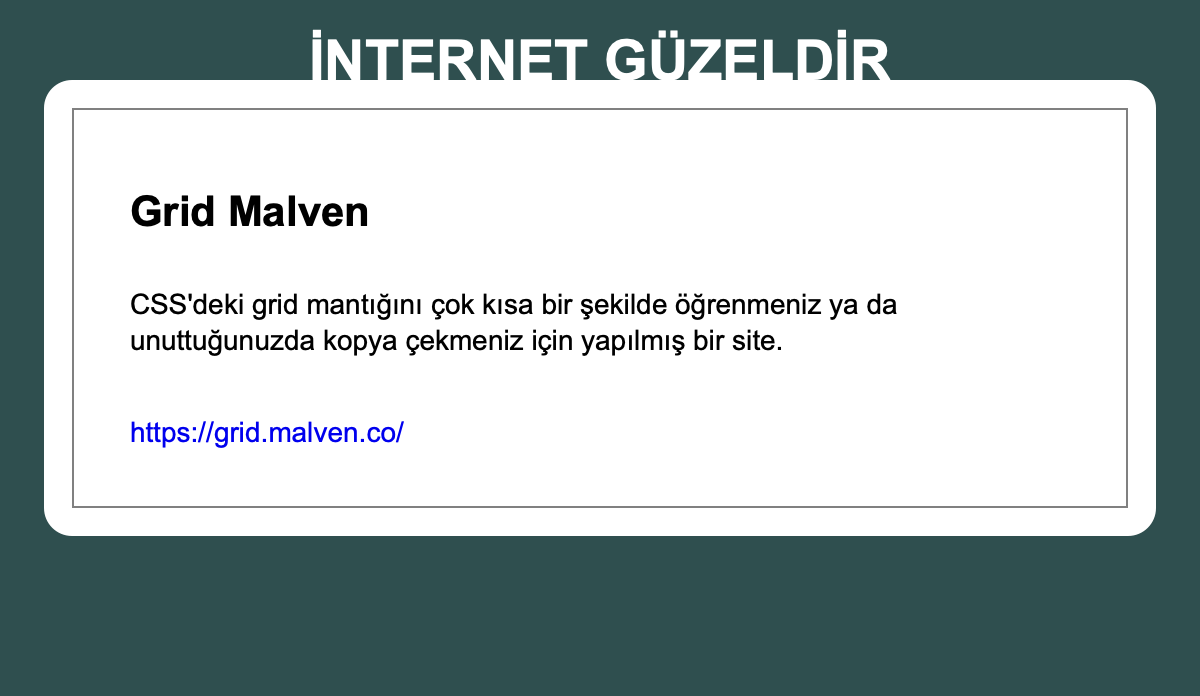 İNTERNET GÜZELDİR
Grid Malven
CSS'deki grid mantığını çok kısa bir şekilde öğrenmeniz ya da
unuttuğunuzda kopya çekmeniz için yapılmış bir site.
https://grid.malven.co/